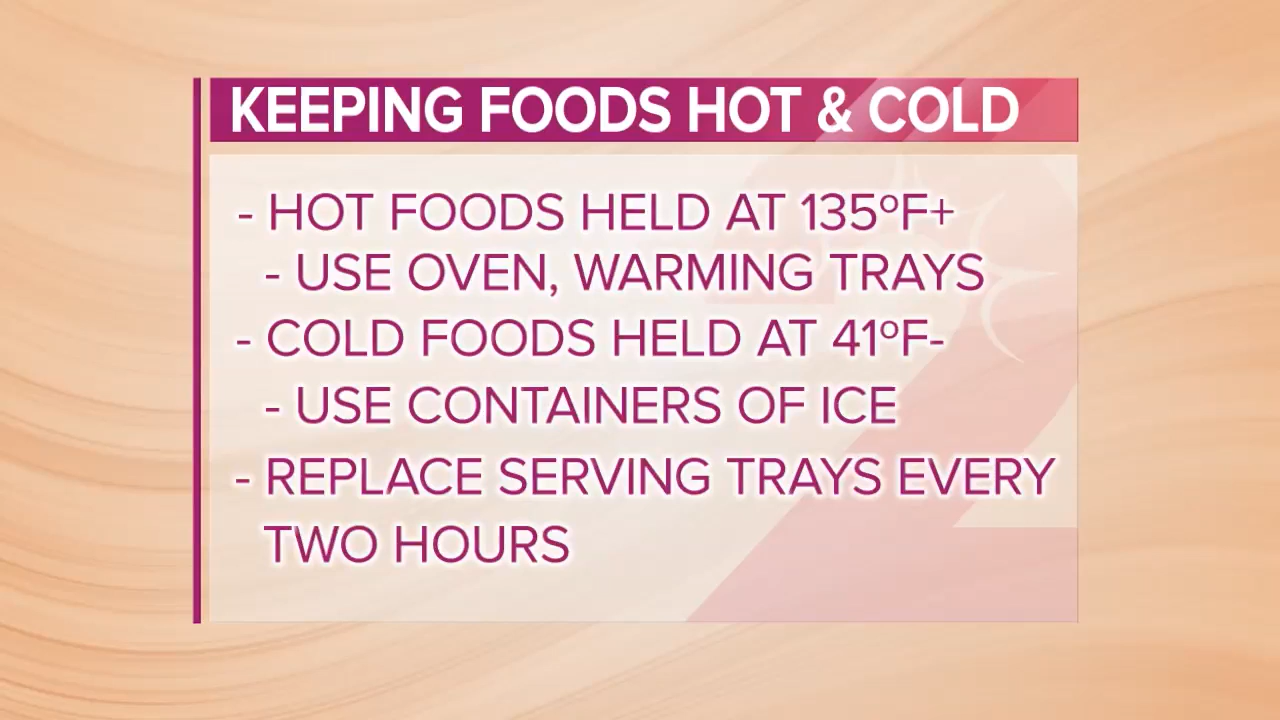 KEEPING FOODS HOT & COLD
- HOT FOODS HELD AT 135ºF+
- USE OVEN, WARMING TRAYS
- COLD FOODS HELD AT 41ºF-
- USE CONTAINERS OF ICE
- REPLACE SERVING TRAYS EVERY
TWO HOURS